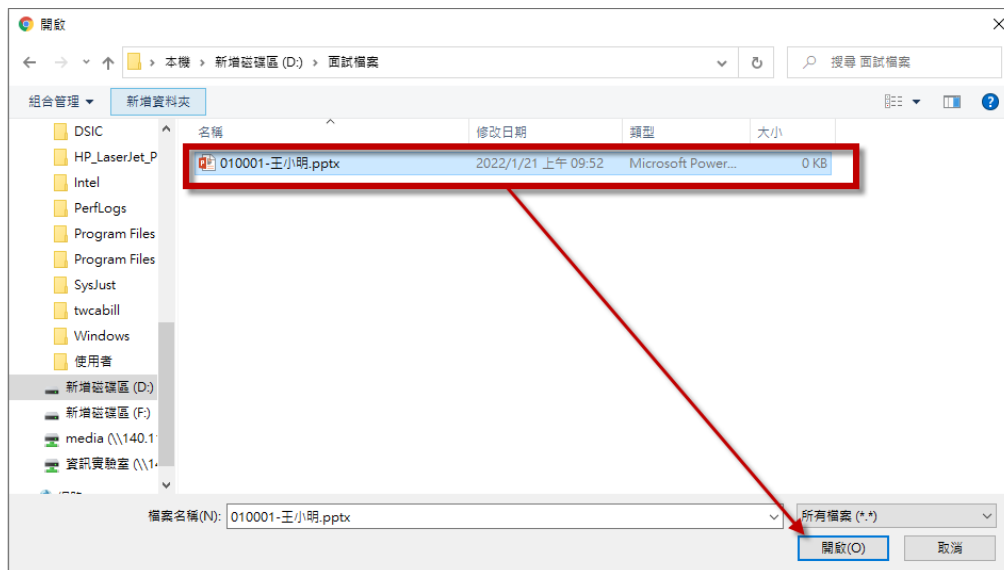 開啟
本機 › 新增磁碟區 (D:) › 面試檔案
搜尋 面試檔案
組合管理
新增資料夾
名稱 修改日期 類型 大小
010001-王小明.pptx 2022/1/21 上午 09:52 Microsoft Power... 0 KB
DSIC
HP_LaserJet_P
Intel
PerfLogs
Program Files
Program Files
SysJust
twcabill
Windows
使用者
新增磁碟區 (D:)
新增磁碟區 (F:)
media (\\140.1
資訊實驗室 (\\1
檔案名稱(N): 010001-王小明.pptx 所有檔案 (*.*)
開啟(O) 取消